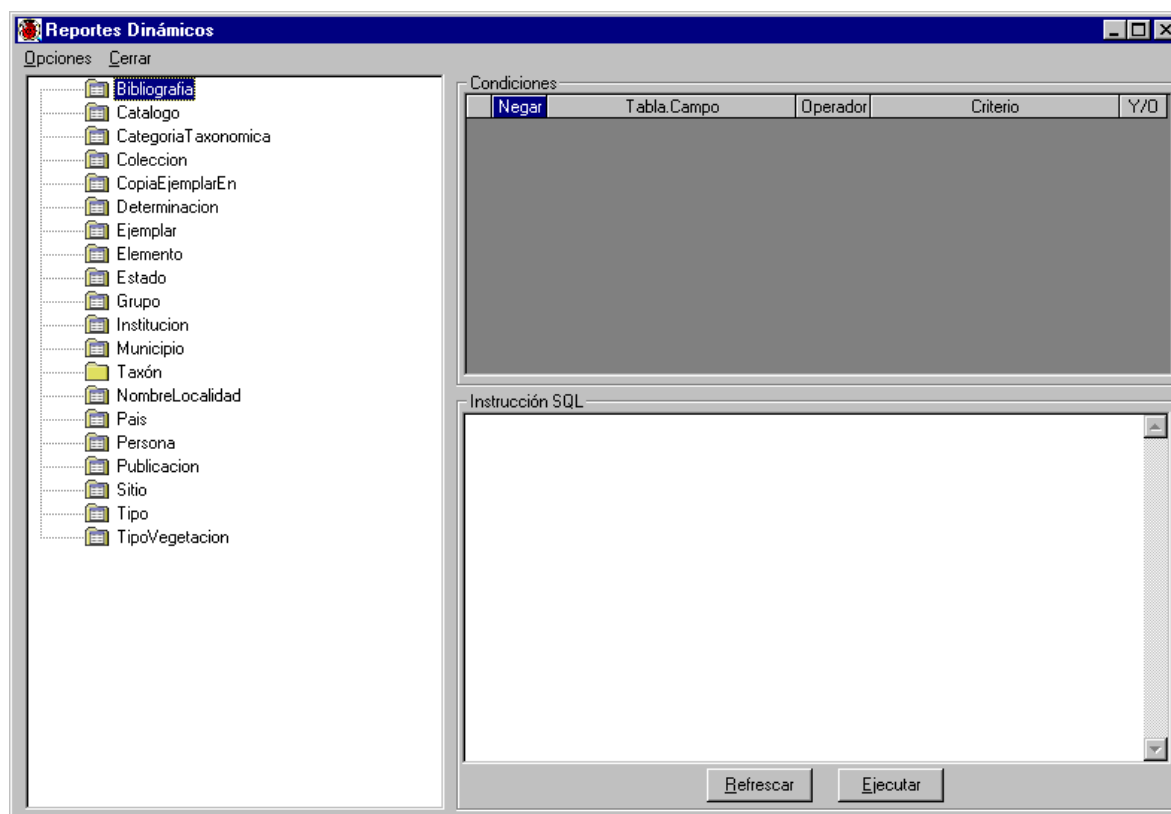 Reportes Dinámicos
Opciones Cerrar
Bibliografia
Catalogo
CategoriaTaxonomica
Coleccion
CopiaEjemplarEn
Determinacion
Ejemplar
Elemento
Estado
Grupo
Institucion
Municipio
Taxón
NombreLocalidad
Pais
Persona
Publicacion
Sitio
Tipo
TipoVegetacion
Condiciones
Negar Tabla.Campo Operador Criterio Y/O
Instrucción SQL
Refrescar Ejecutar